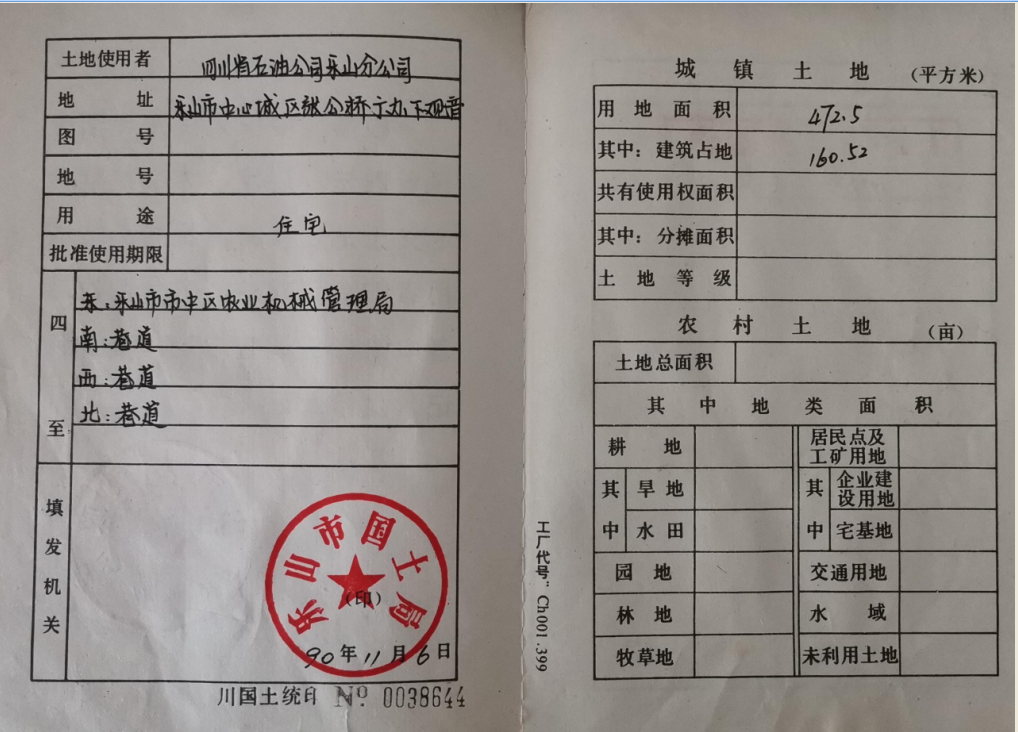 土地使用者 四川省石油公司乐山分公司
地址 乐山市中心城区张公桥
图号
地号
用途 住宅
批准使用期限
四至
东：乐山市市中区农业机械管理局
南：巷道
西：巷道
北：巷道
填发机关
乐山市国土局
（印）
90年11月6日
川国土统印 Nº 0038644
工厂代号"Ch001.399
城镇土地 (平方米)
用地面积 472.5
其中：建筑占地 160.52
共有使用权面积
其中：分摊面积
土地等级
农村土地 (亩)
土地总面积
其中地类面积
耕地 居民点及工矿用地
其中 旱地 其中 企业建设用地
水田 宅基地
园地 交通用地
林地 水域
牧草地 未利用土地